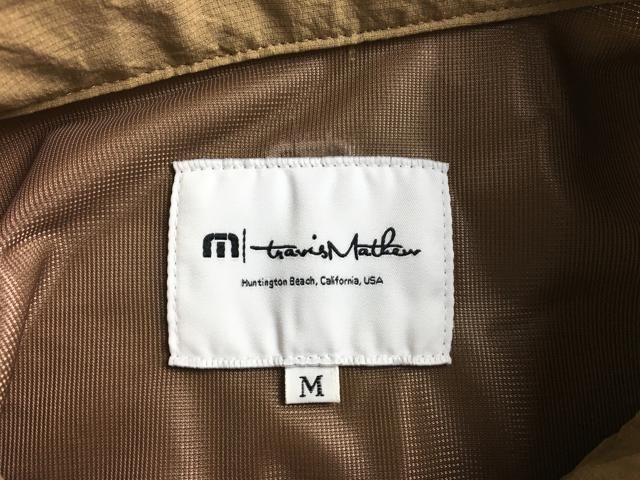 m| travisMathew
Huntington Beach, California, USA
M